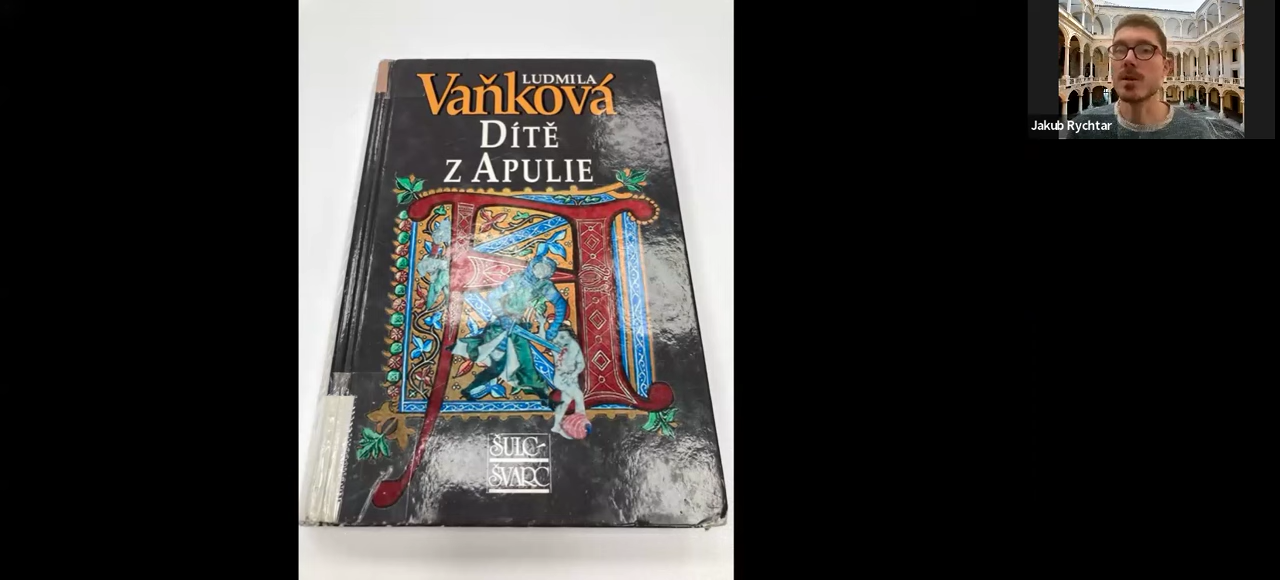 LUDMILA
Vaňková
DÍTĚ
Z APULIE
ŠULC-
ŠVARC
Jakub Rychtar